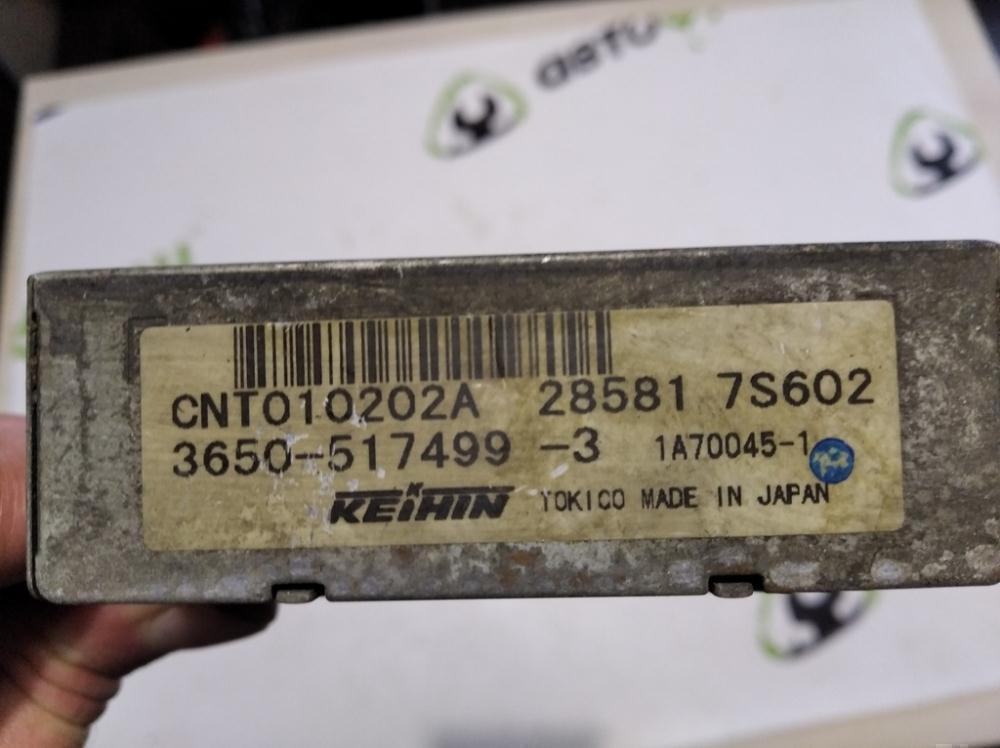 CNT010202A 28581 7S602
3650-517499 -3 1A70045-1
KEIHIN TOKICO MADE IN JAPAN